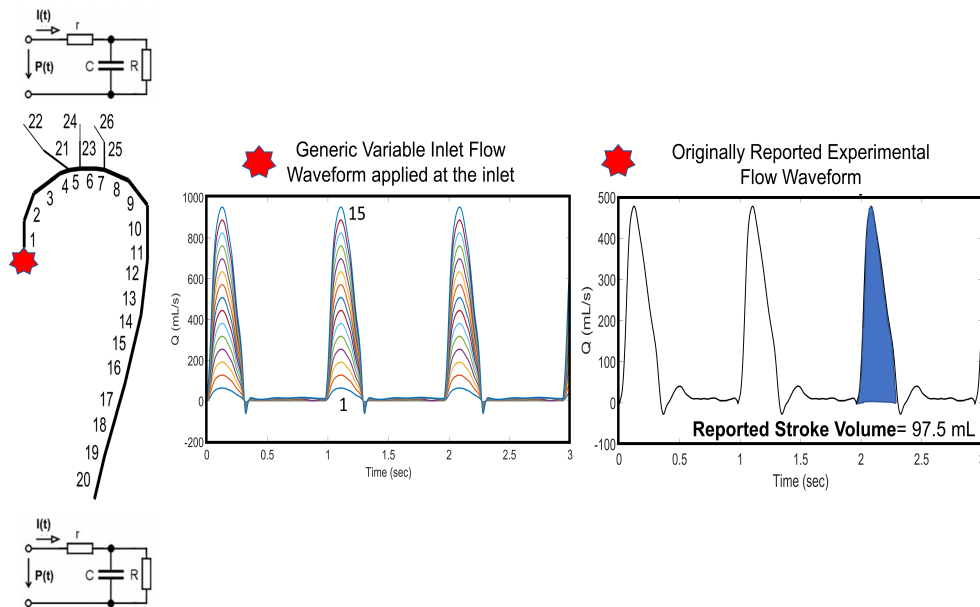 I(t)
r
P(t)
C
R
22
24
26
21
23
25
4
5
6
7
3
8
2
9
10
1
11
12
13
14
15
16
17
18
19
20
I(t)
r
P(t)
C
R
Generic Variable Inlet Flow
Waveform applied at the inlet
1000
800
600
400
200
0
-200
Q (mL/s)
15
1
0
0.5
1
1.5
2
2.5
3
Time (sec)
Originally Reported Experimental
Flow Waveform
500
400
300
200
100
0
-100
Q (mL/s)
Reported Stroke Volume= 97.5 mL
0
0.5
1
1.5
2
2.5
3
Time (sec)